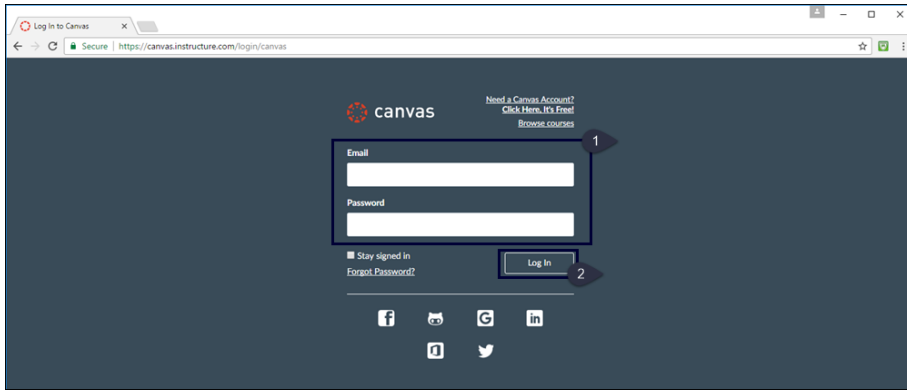 Log In to Canvas
Secure | https://canvas.instructure.com/login/canvas
canvas
Need a Canvas Account?
Click Here, It's Free!
Browse courses
1
Email
Password
Stay signed in
Forgot Password?
Log In
2